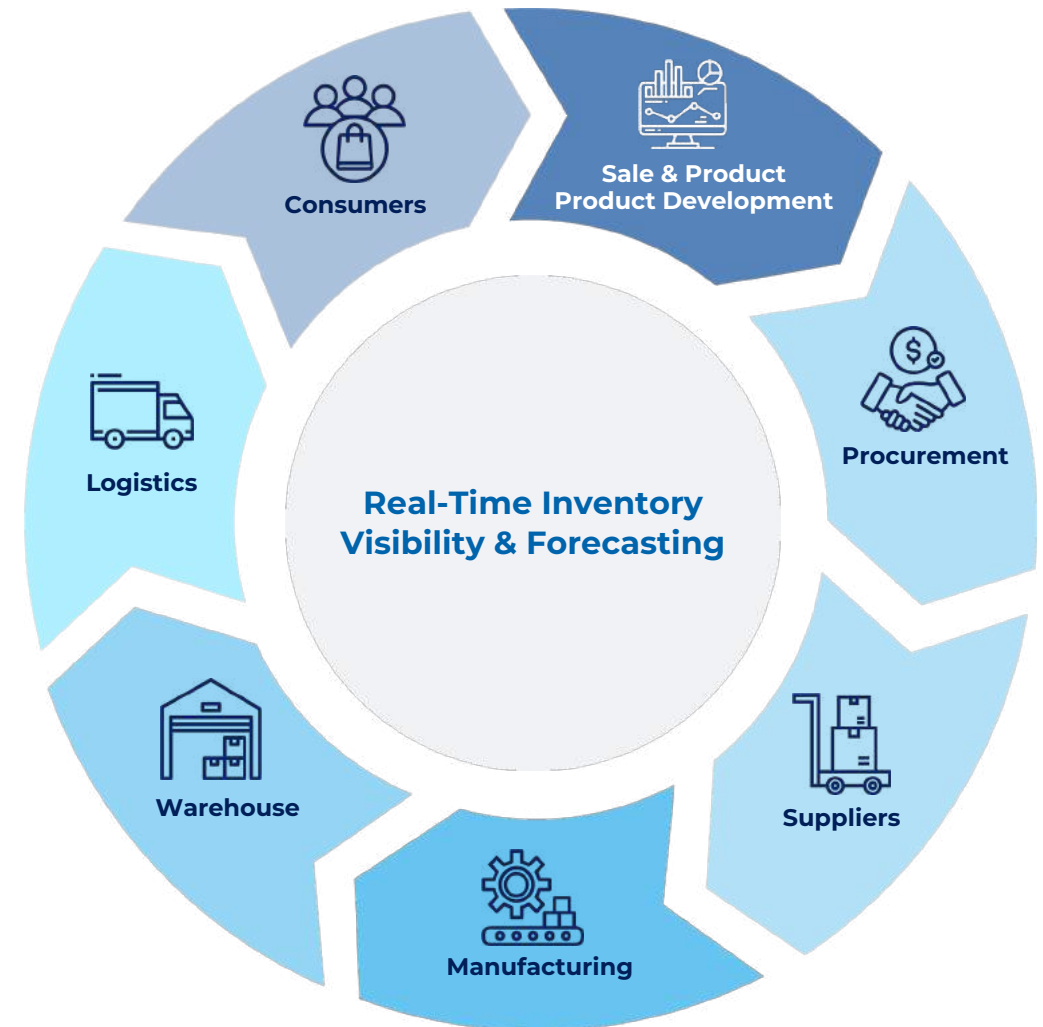 Sale & Product
Product Development
Consumers
Procurement
Logistics
Real-Time Inventory
Visibility & Forecasting
Warehouse
Suppliers
Manufacturing